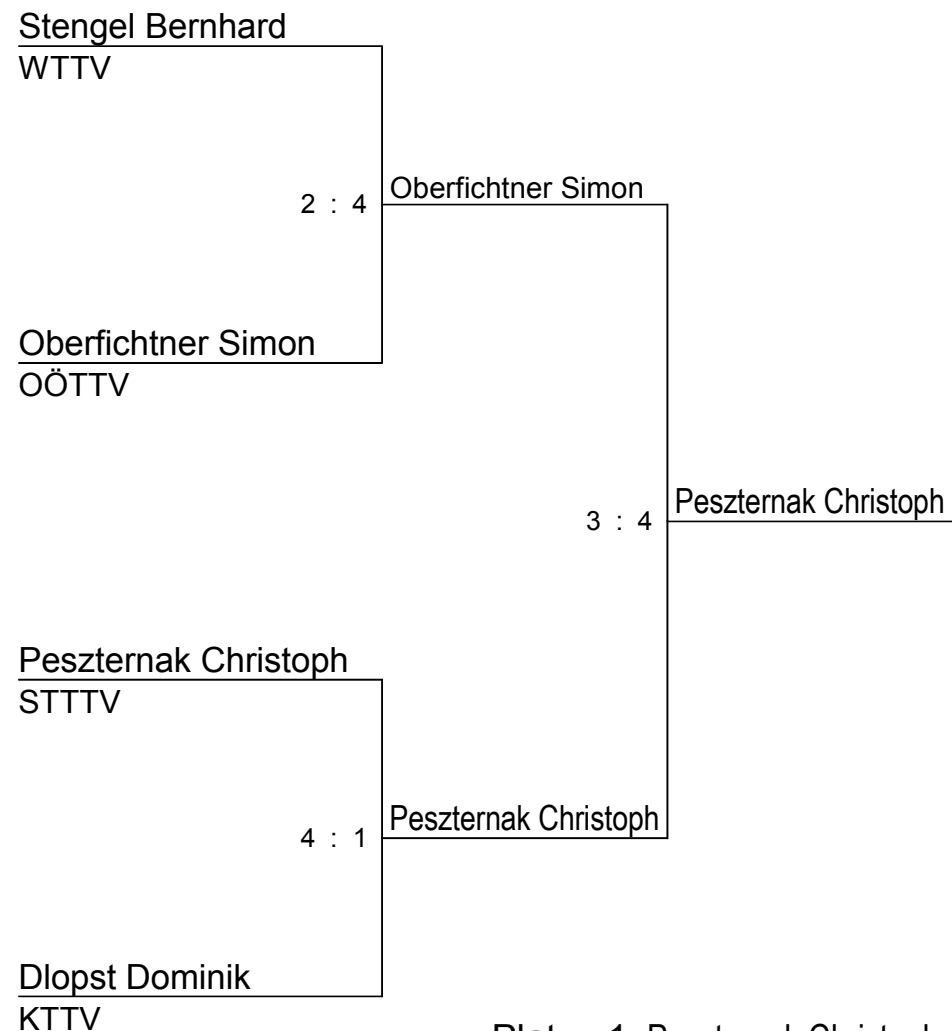 Stengel Bernhard
WTTV
2 : 4
Oberfichtner Simon
Oberfichtner Simon
OÖTTV
3 : 4
Peszternak Christoph
Peszternak Christoph
STTTV
4 : 1
Peszternak Christoph
Dlopst Dominik
KTTV